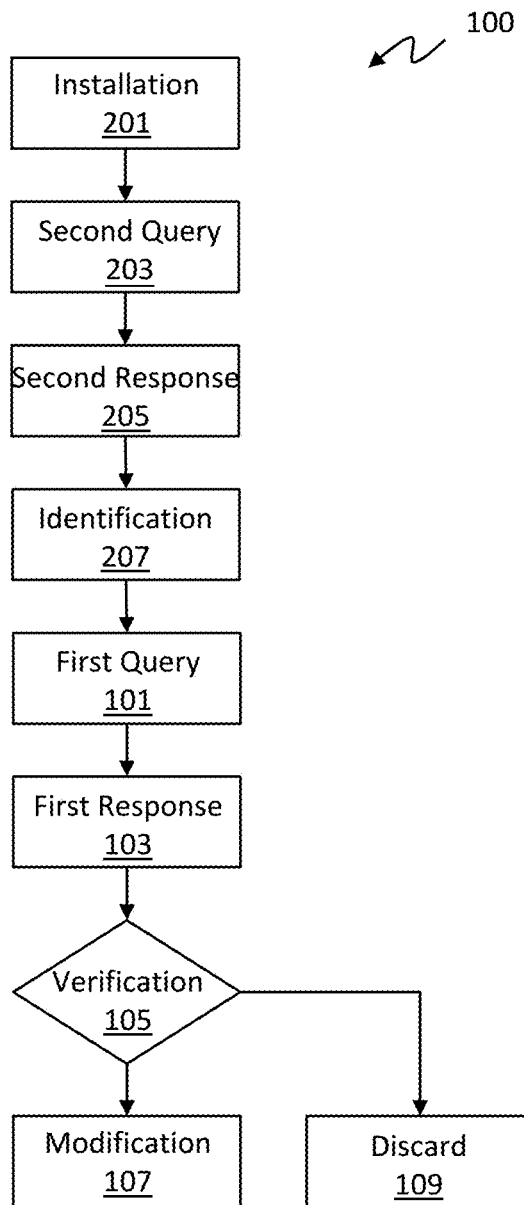 100
Installation
201
Second Query
203
Second Response
205
Identification
207
First Query
101
First Response
103
Verification
105
Modification
107
Discard
109